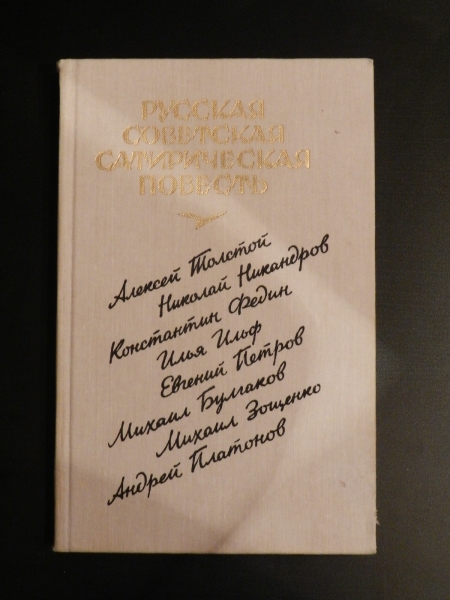 РУССКАЯ
СОВЕТСКАЯ
САТИРИЧЕСКАЯ
ПОВЕСТЬ
Алексей Толстой
Николай Никандров
Константин Федин
Илья Ильф
Евгений Петров
Михаил Булгаков
Михаил Зощенко
Андрей Платонов